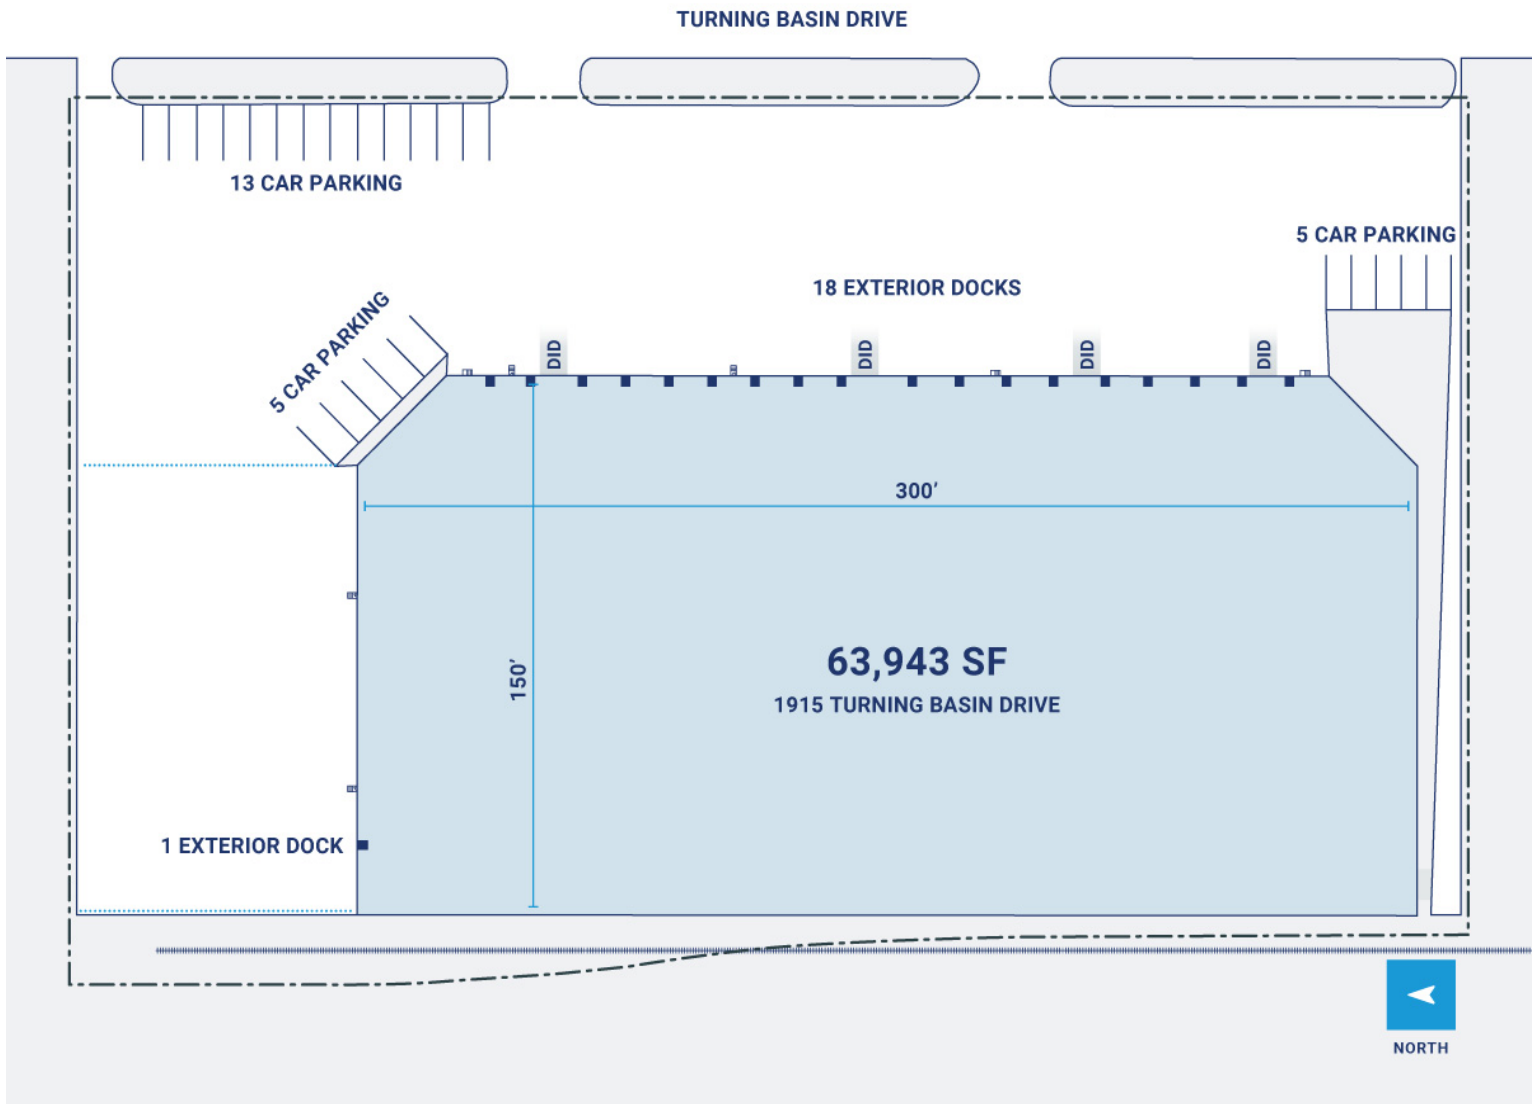 TURNING BASIN DRIVE
13 CAR PARKING
5 CAR PARKING
18 EXTERIOR DOCKS
5 CAR PARKING
DID
DID
DID
DID
300′
150′
63,943 SF
1915 TURNING BASIN DRIVE
1 EXTERIOR DOCK
NORTH